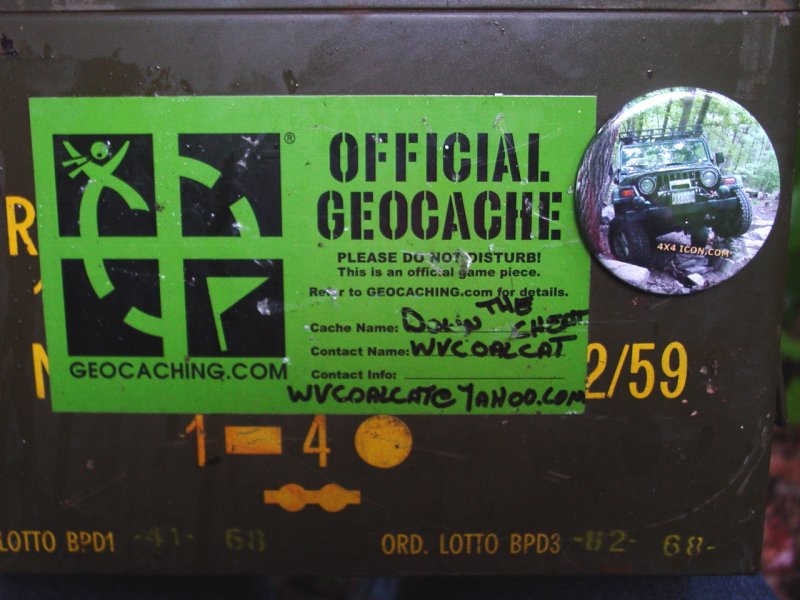 OFFICIAL
GEOCACHE
PLEASE DO NOT DISTURB!
This is an official game piece.
Refer to GEOCACHING.com for details.
Cache Name: DOWN THE CHEAT
Contact Name: WVCOALCAT
Contact Info:
WVCOALCAT@YAHOO.COM
®
GEOCACHING.COM
4X4 ICON.COM
R
N
2/59
1 4
LOTTO BPD1 -41- 68
ORD. LOTTO BPD3 -82- 68-